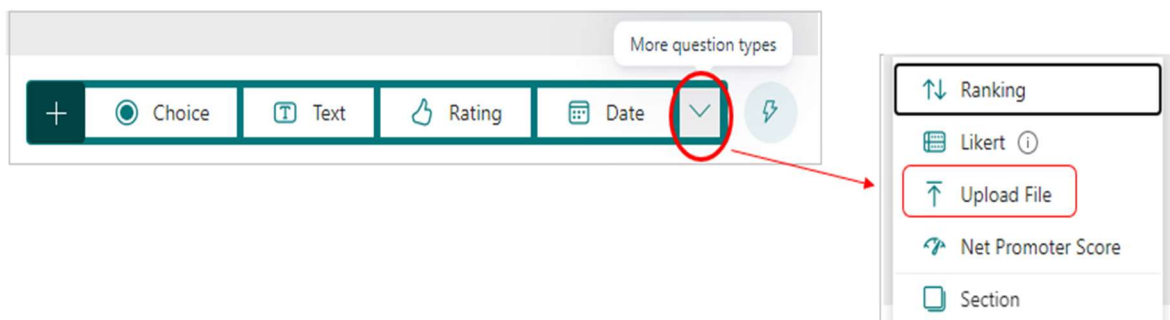 More question types
+ Choice Text Rating Date
Ranking
Likert
Upload File
Net Promoter Score
Section